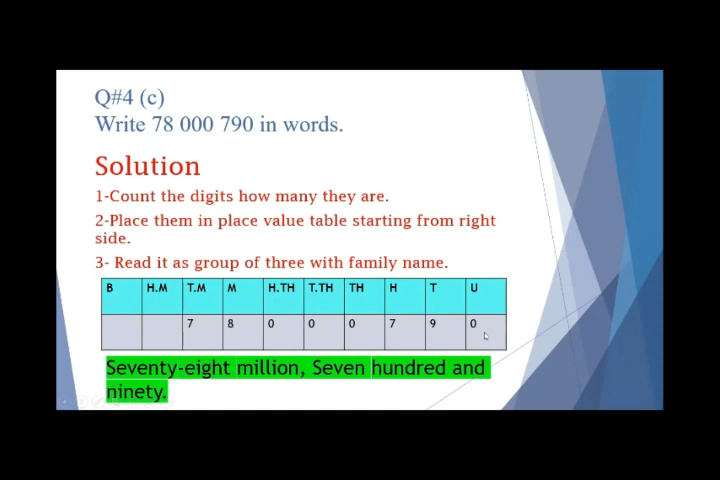 Q#4 (c)
Write 78 000 790 in words.
Solution
1-Count the digits how many they are.
2-Place them in place value table starting from right
side.
3- Read it as group of three with family name.
B H.M T.M M H.TH T.TH TH H T U
7 8 0 0 0 7 9 0
Seventy-eight million, Seven hundred and
ninety.